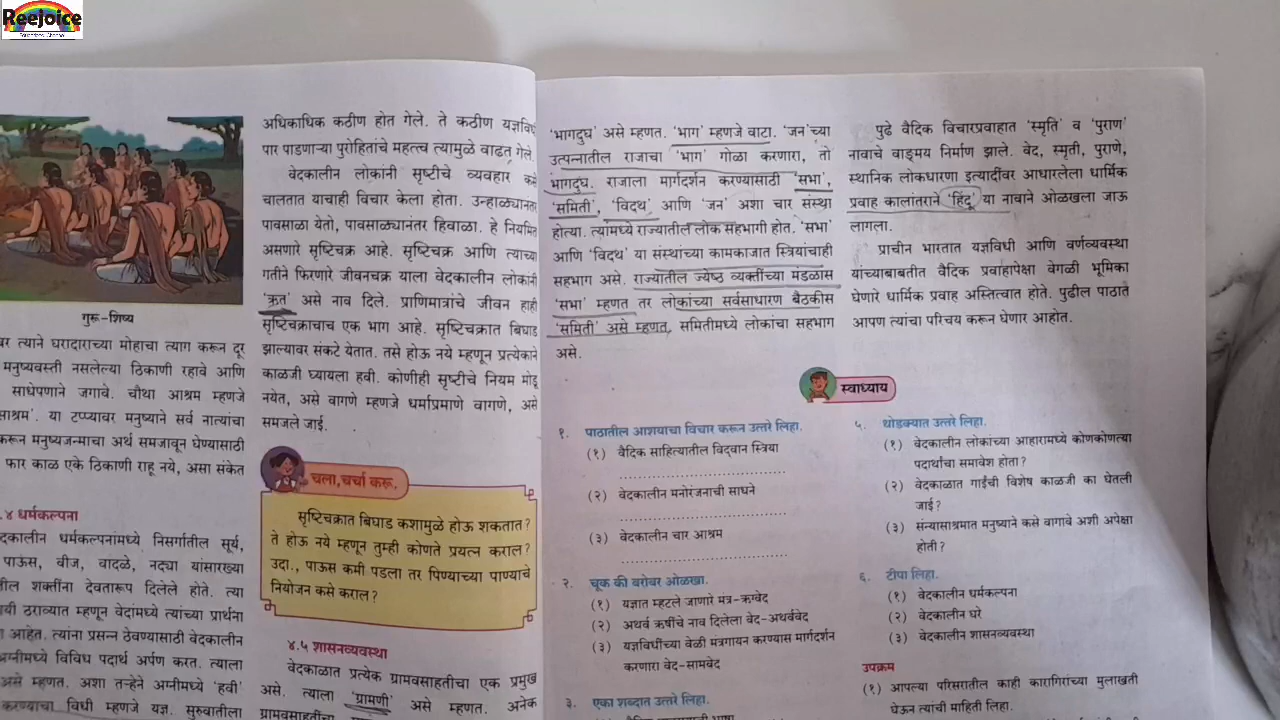 Reejoice
गुरू-शिष्य
वर त्याने घरादाराच्या मोहाचा त्याग करून दूर
मनुष्यवस्ती नसलेल्या ठिकाणी रहावे आणि
साधेपणाने जगावे. चौथा आश्रम म्हणजे
या टप्प्यावर मनुष्याने सर्व नात्यांचा
करून मनुष्यजन्माचा अर्थ समजावून घेण्यासाठी
फार काळ एके ठिकाणी राहू नये, असा संकेत
.४ धर्मकल्पना
दकालीन धर्मकल्पनांमध्ये निसर्गातील सूर्य,
पाऊस, वीज, वादळे, नद्या यांसारख्या
तील शक्तींना देवतारूप दिलेले होते. त्या
वी ठराव्यात म्हणून वेदांमध्ये त्यांच्या प्रार्थना
आहेत. त्यांना प्रसन्न ठेवण्यासाठी वेदकालीन
अग्नीमध्ये विविध पदार्थ अर्पण करत. त्याला
असे म्हणत. अशा तऱ्हेने अग्नीमध्ये 'हवी'
करण्याचा विधी म्हणजे यज्ञ. सुरुवातीला
अधिकाधिक कठीण होत गेले. ते कठीण यज्ञविधी
पार पाडणाऱ्या पुरोहितांचे महत्त्व त्यामुळे वाढत गेले.
वेदकालीन लोकांनी सृष्टीचे व्यवहार कसे
चालतात याचाही विचार केला होता. उन्हाळ्यानंतर
पावसाळा येतो, पावसाळ्यानंतर हिवाळा. हे नियमित
असणारे सृष्टिचक्र आहे. सृष्टिचक्र आणि त्याच्या
गतीने फिरणारे जीवनचक्र याला वेदकालीन लोकांनी
'ऋत' असे नाव दिले. प्राणिमात्रांचे जीवन हाही
सृष्टिचक्राचाच एक भाग आहे. सृष्टिचक्रात बिघाड
झाल्यावर संकटे येतात. तसे होऊ नये म्हणून प्रत्येकाने
काळजी घ्यायला हवी. कोणीही सृष्टीचे नियम मोडू
नयेत, असे वागणे म्हणजे धर्माप्रमाणे वागणे, असे
समजले जाई.
चला, चर्चा करू.
सृष्टिचक्रात बिघाड कशामुळे होऊ शकतात?
ते होऊ नये म्हणून तुम्ही कोणते प्रयत्न कराल?
उदा., पाऊस कमी पडला तर पिण्याच्या पाण्याचे
नियोजन कसे कराल?
४.५ शासनव्यवस्था
वेदकाळात प्रत्येक ग्रामवसाहतीचा एक प्रमुख
असे. त्याला 'ग्रामणी' असे म्हणत. अनेक
ग्रामवसाहतींचा
'भागदुघ' असे म्हणत. 'भाग' म्हणजे वाटा. 'जन'च्या
उत्पन्नातील राजाचा 'भाग' गोळा करणारा, तो
भागदुघ. राजाला मार्गदर्शन करण्यासाठी 'सभा',
'समिती', 'विदथ' आणि 'जन' अशा चार संस्था
होत्या. त्यामध्ये राज्यातील लोक सहभागी होत. 'सभा'
आणि 'विदथ' या संस्थांच्या कामकाजात स्त्रियांचाही
सहभाग असे. राज्यातील ज्येष्ठ व्यक्तींच्या मंडळास
'सभा' म्हणत तर लोकांच्या सर्वसाधारण बैठकीस
'समिती' असे म्हणत. समितीमध्ये लोकांचा सहभाग
असे.
पुढे वैदिक विचारप्रवाहात 'स्मृति' व 'पुराण'
नावाचे वाङ्मय निर्माण झाले. वेद, स्मृती, पुराणे,
स्थानिक लोकधारणा इत्यादींवर आधारलेला धार्मिक
प्रवाह कालांतराने 'हिंदू' या नावाने ओळखला जाऊ
लागला.
प्राचीन भारतात यज्ञविधी आणि वर्णव्यवस्था
यांच्याबाबतीत वैदिक प्रवाहापेक्षा वेगळी भूमिका
घेणारे धार्मिक प्रवाह अस्तित्वात होते. पुढील पाठात
आपण त्यांचा परिचय करून घेणार आहोत.
स्वाध्याय
१. पाठातील आशयाचा विचार करून उत्तरे लिहा.
(१) वैदिक साहित्यातील विद्वान स्त्रिया
....................................
(२) वेदकालीन मनोरंजनाची साधने
....................................
(३) वेदकालीन चार आश्रम
....................................
२. चूक की बरोबर ओळखा.
(१) यज्ञात म्हटले जाणारे मंत्र-ऋग्वेद
(२) अथर्व ऋषींचे नाव दिलेला वेद-अथर्ववेद
(३) यज्ञविधींच्या वेळी मंत्रगायन करण्यास मार्गदर्शन
करणारा वेद-सामवेद
३. एका शब्दात उत्तरे लिहा.
५. थोडक्यात उत्तरे लिहा.
(१) वेदकालीन लोकाच्या आहारामध्ये कोणकोणत्या
पदार्थांचा समावेश होता?
(२) वेदकाळात गाईंची विशेष काळजी का घेतली
जाई?
(३) संन्यासाश्रमात मनुष्याने कसे वागावे अशी अपेक्षा
होती?
६. टीपा लिहा.
(१) वेदकालीन धर्मकल्पना
(२) वेदकालीन घरे
(३) वेदकालीन शासनव्यवस्था
उपक्रम
(१) आपल्या परिसरातील काही कारागिरांच्या मुलाखती
घेऊन त्यांची माहिती लिहा.